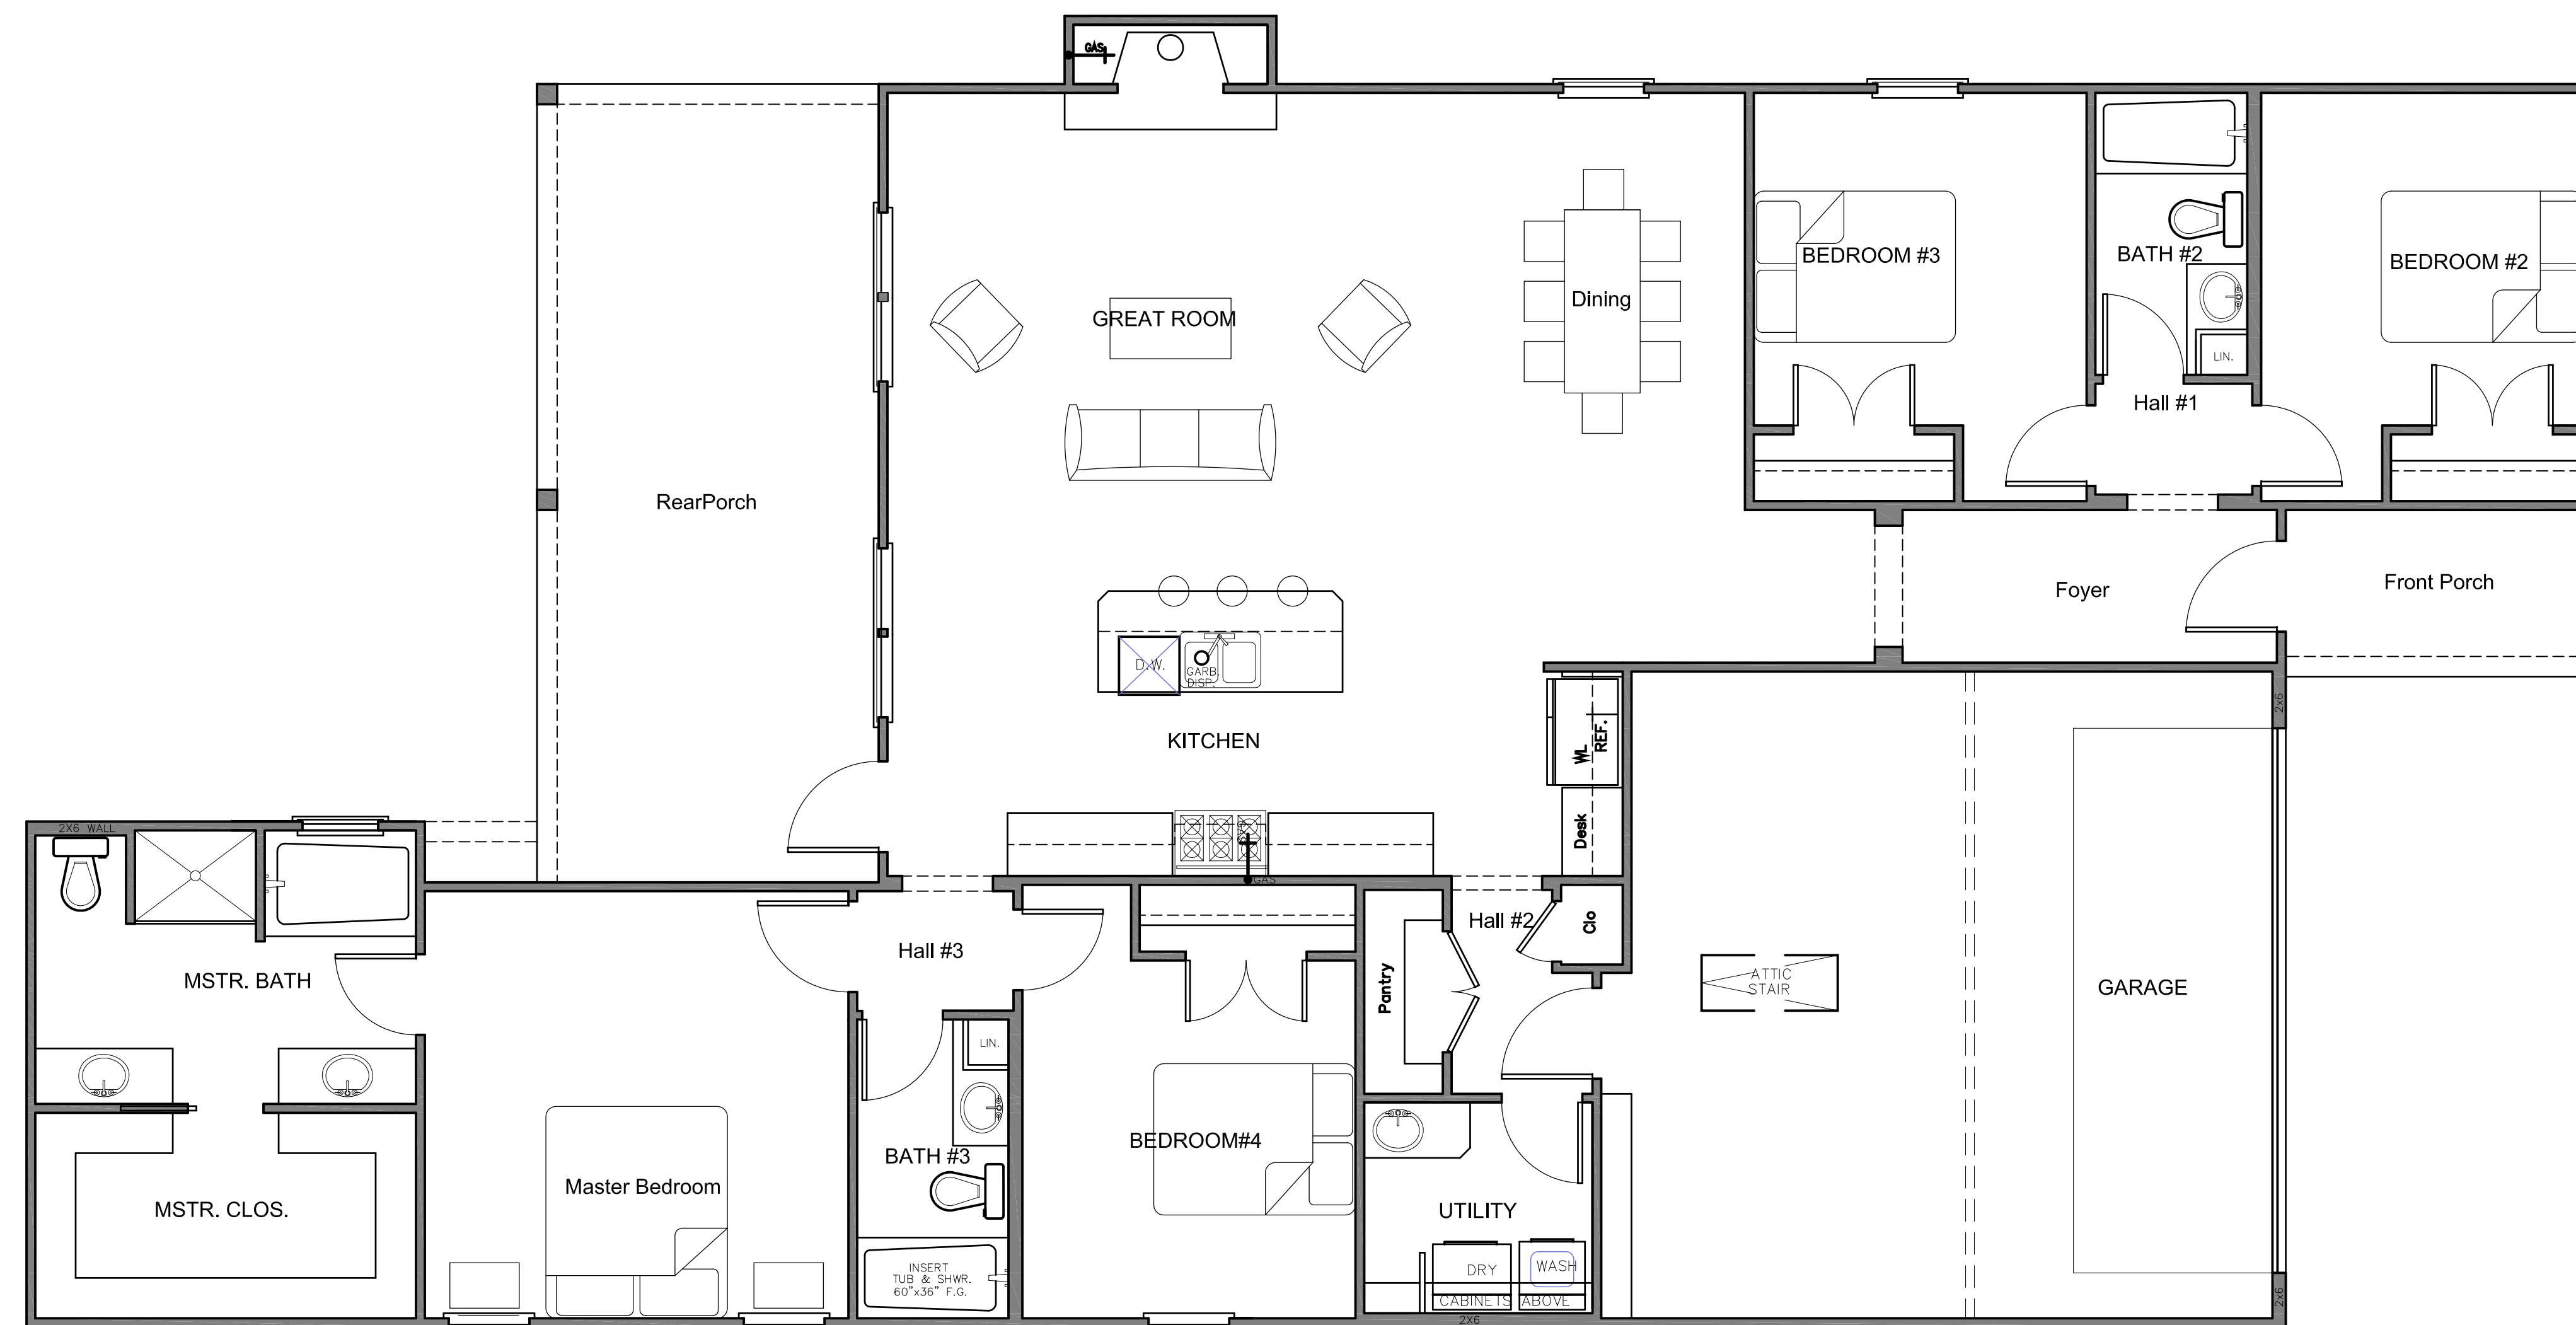 GAS
BEDROOM #3
BATH #2
BEDROOM #2
GREAT ROOM
Dining
LIN.
Hall #1
RearPorch
Foyer
Front Porch
D.W.
GARB.
DISP.
2x6
REF.
WL
KITCHEN
Desk
GAS
GAS
2X6 WALL
Hall #3
Hall #2
Clo
MSTR. BATH
Pantry
ATTIC
STAIR
GARAGE
LIN.
BATH #3
BEDROOM#4
Master Bedroom
MSTR. CLOS.
UTILITY
INSERT
TUB & SHWR.
60"x36" F.G.
DRY
WASH
CABINETS ABOVE
2X6
2x6